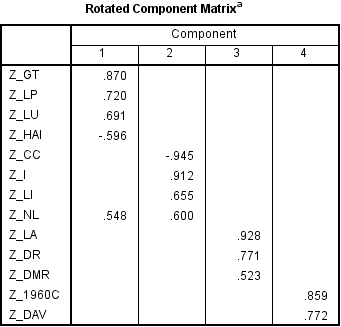 Rotated Component Matrixa
Component
1 2 3 4
Z_GT .870
Z_LP .720
Z_LU .691
Z_HAI -.596
Z_CC -.945
Z_I .912
Z_LI .655
Z_NL .548 .600
Z_LA .928
Z_DR .771
Z_DMR .523
Z_1960C .859
Z_DAV .772